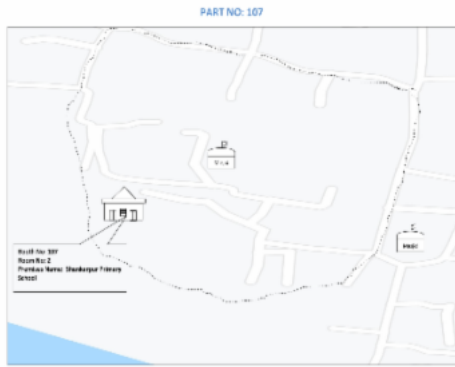 PART NO: 107
Booth No: 107
Room No: 2
Premises Name: Shankarpur Primary
School